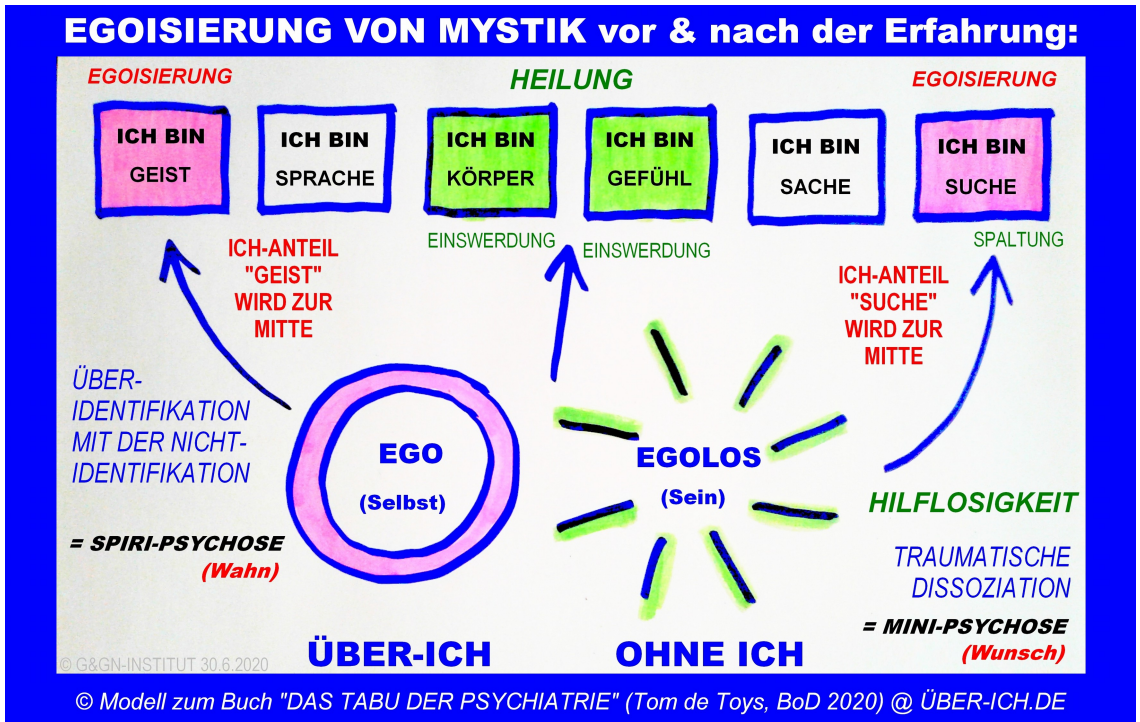 EGOISIERUNG VON MYSTIK vor & nach der Erfahrung:
EGOISIERUNG
HEILUNG
EGOISIERUNG
ICH BIN
GEIST
ICH BIN
SPRACHE
ICH BIN
KÖRPER
ICH BIN
GEFÜHL
ICH BIN
SACHE
ICH BIN
SUCHE
EINSWERDUNG
EINSWERDUNG
SPALTUNG
ICH-ANTEIL
"GEIST"
WIRD ZUR
MITTE
ICH-ANTEIL
"SUCHE"
WIRD ZUR
MITTE
ÜBER-
IDENTIFIKATION
MIT DER NICHT-
IDENTIFIKATION
= SPIRI-PSYCHOSE
(Wahn)
EGO
(Selbst)
EGOLOS
(Sein)
HILFLOSIGKEIT
TRAUMATISCHE
DISSOZIATION
= MINI-PSYCHOSE
(Wunsch)
ÜBER-ICH
OHNE ICH
© G&GN-INSTITUT 30.6.2020
© Modell zum Buch "DAS TABU DER PSYCHIATRIE" (Tom de Toys, BoD 2020) @ ÜBER-ICH.DE